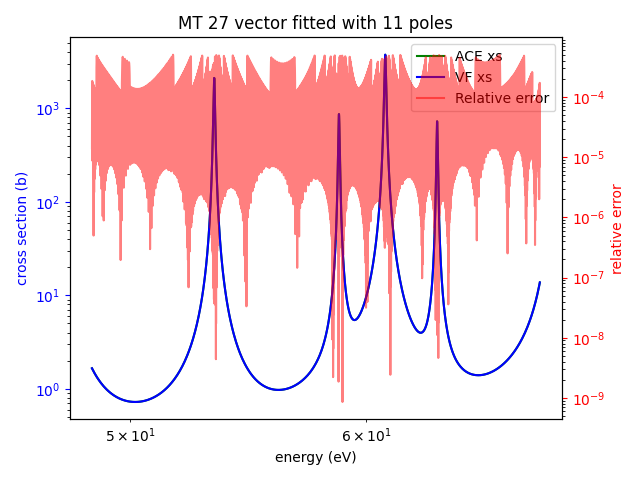 MT 27 vector fitted with 11 poles
ACE xs
VF xs
Relative error
cross section (b)
10³
10²
10¹
10⁰
10⁻⁴
10⁻⁵
10⁻⁶
10⁻⁷
10⁻⁸
10⁻⁹
relative error
5 × 10¹
6 × 10¹
energy (eV)